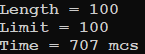 Length = 100
Limit = 100
Time = 707 mcs